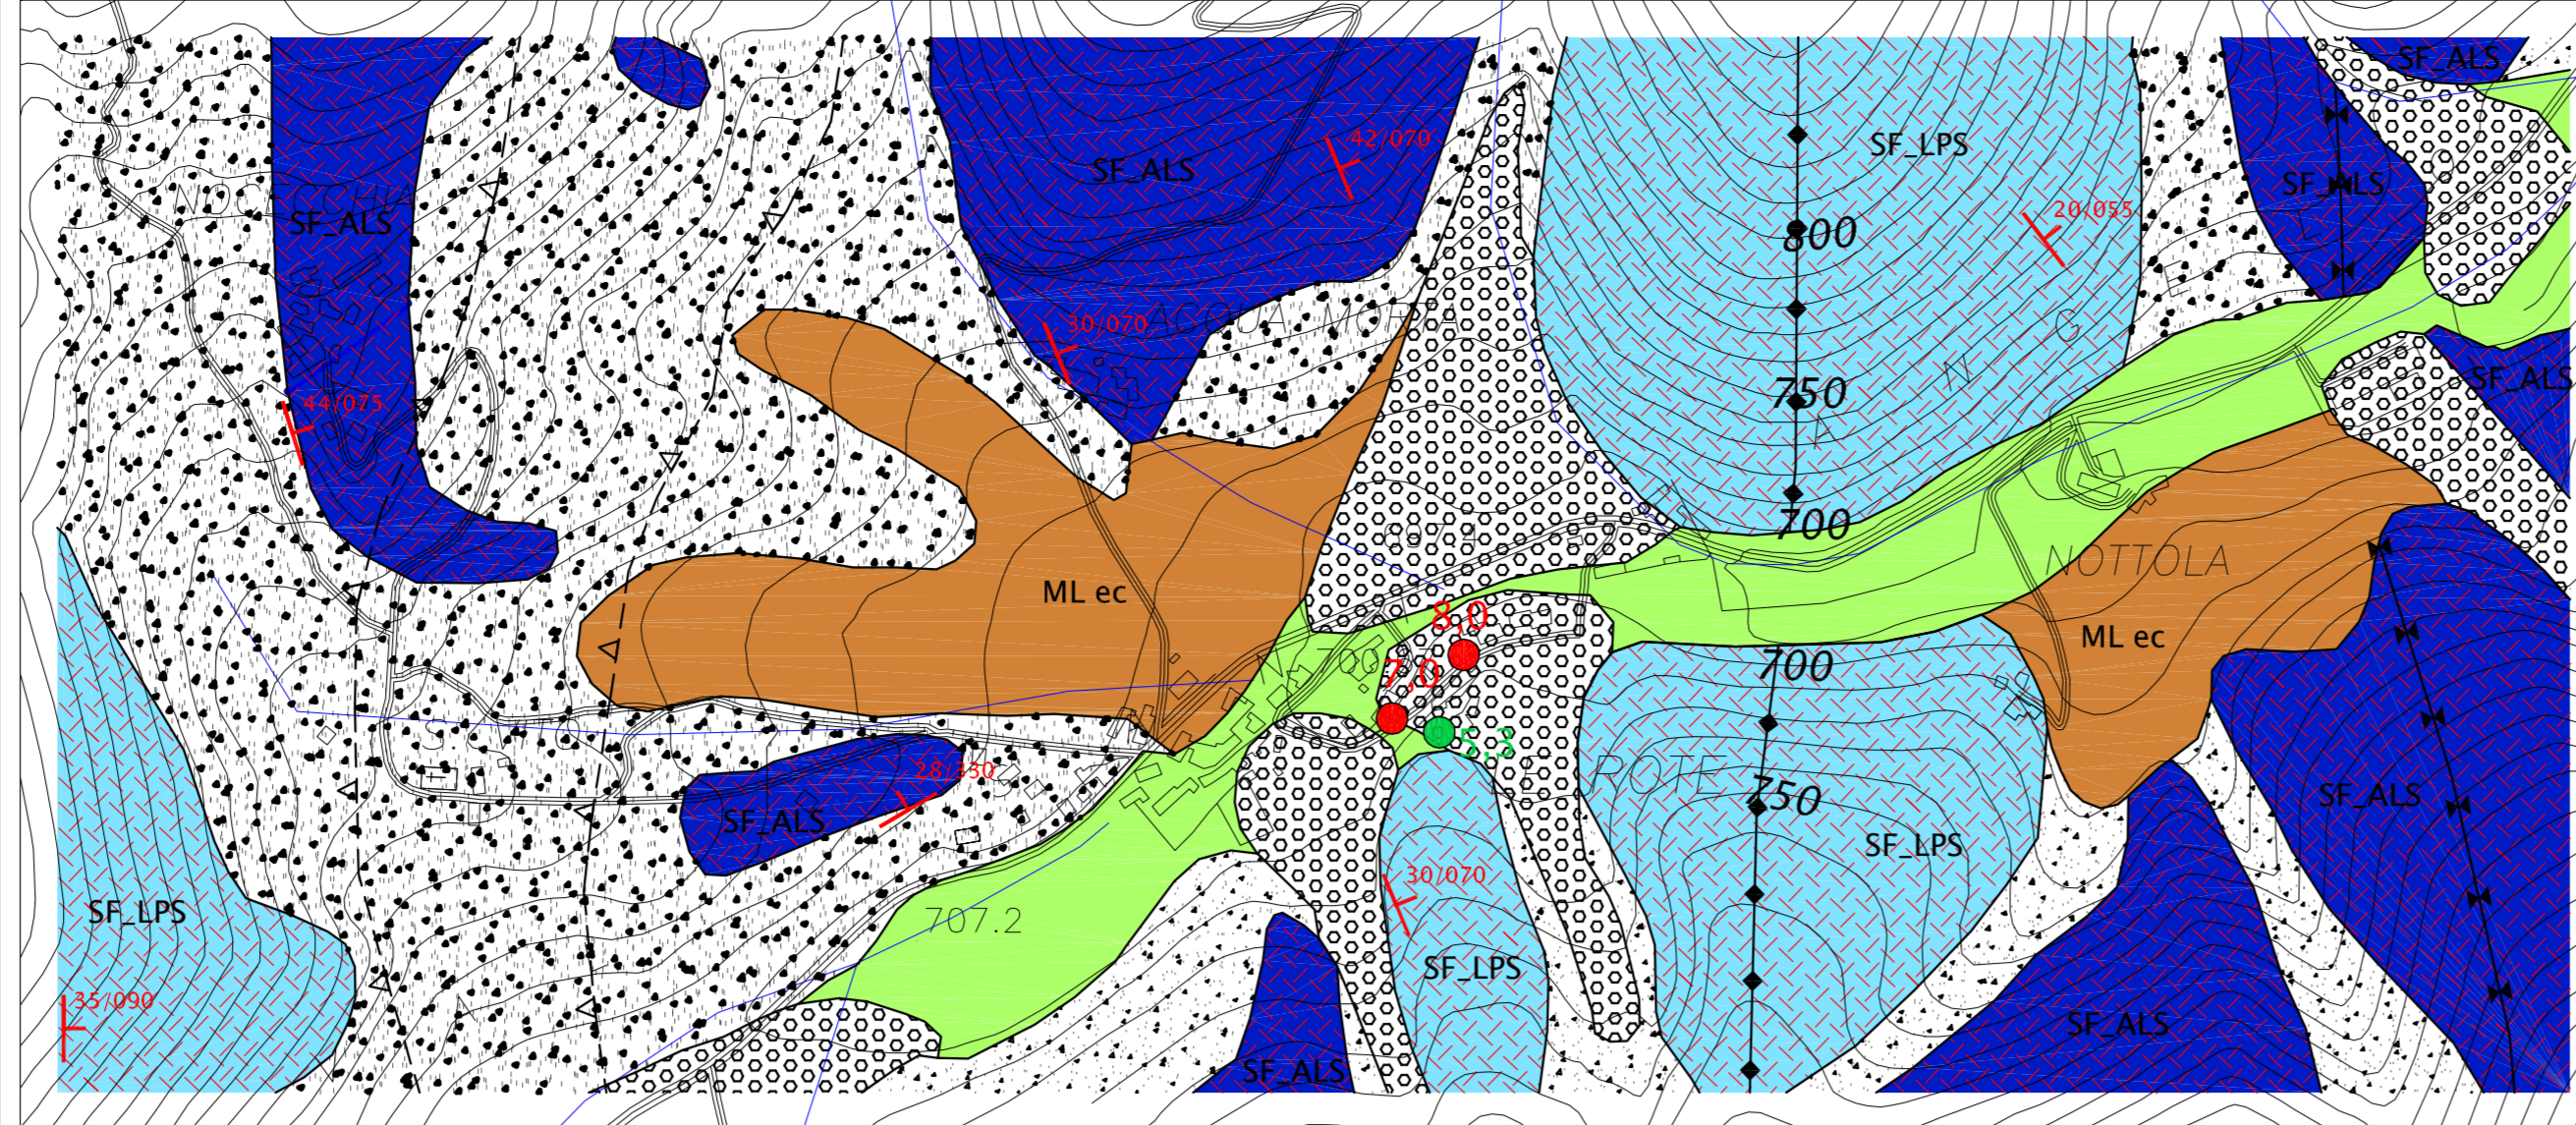 SF_ALS
42/070
SF_LPS
SF_ALS
SF_ALS
20/055
SF_ALS
SF_ALS
800
ACQUA
30/070
N
G
750
A
SF_ALS
44/075
700
NOTTOLA
ML ec
8,0
ML ec
700
7,0
5,3
28/330
PONTE
750
SF_ALS
SF_ALS
SF_LPS
30/070
SF_LPS
707.2
SF_LPS
35/090
SF_ALS
SF_ALS